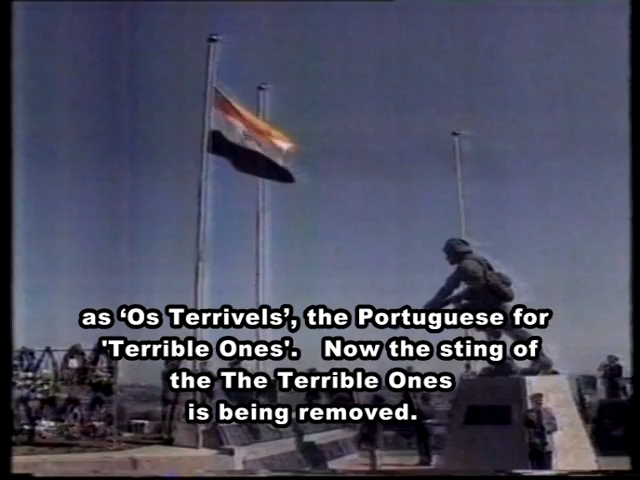 as ‘Os Terrivels’, the Portuguese for
'Terrible Ones'. Now the sting of
the The Terrible Ones
is being removed.